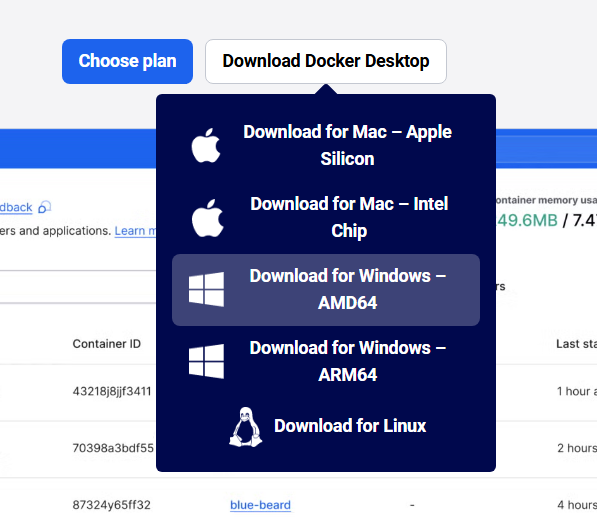 Choose plan
Download Docker Desktop
Download for Mac – Apple
Silicon
Download for Mac – Intel
Chip
Download for Windows –
AMD64
Download for Windows –
ARM64
Download for Linux
dback
ers and applications. Learn m
ontainer memory usa
49.6MB / 7.4
rs
Container ID
Last sta
43218j8jjf3411
1 hour a
70398a3bdf55
2 hours
87324y65ff32
blue-beard
-
4 hours